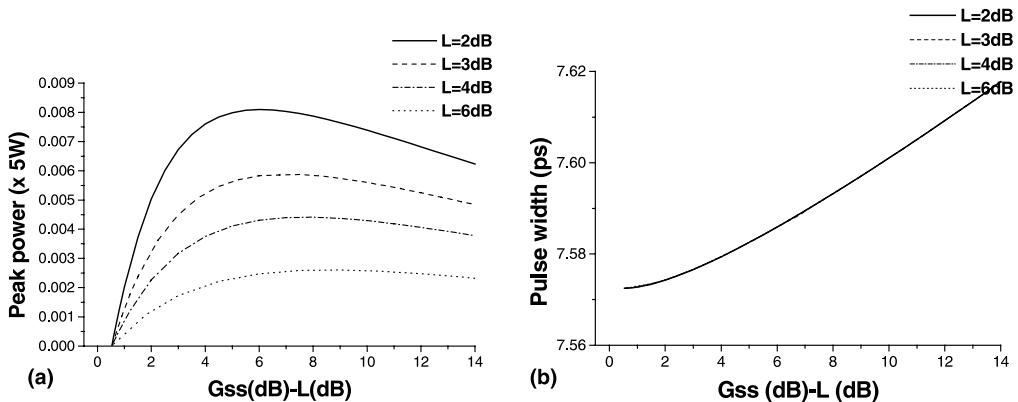 L=2dB
L=3dB
L=4dB
L=6dB
0.009
0.008
0.007
0.006
0.005
0.004
0.003
0.002
0.001
0.000
Peak power (x 5W)
0 2 4 6 8 10 12 14
Gss(dB)-L(dB)
(a)
L=2dB
L=3dB
L=4dB
L=6dB
7.62
7.60
7.58
7.56
Pulse width (ps)
0 2 4 6 8 10 12 14
Gss (dB)-L (dB)
(b)